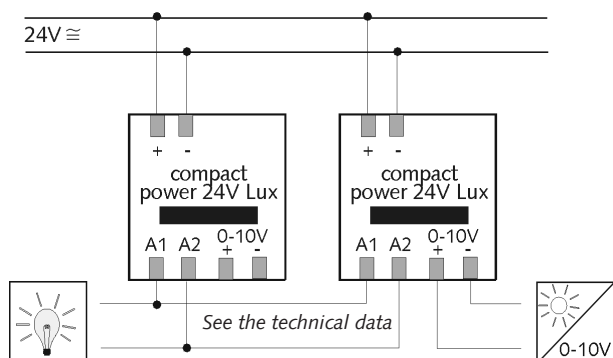 24V ≅
+ -
compact
power 24V Lux
A1 A2 0-10V
+ -
+ -
compact
power 24V Lux
A1 A2 0-10V
+ -
See the technical data
0-10V